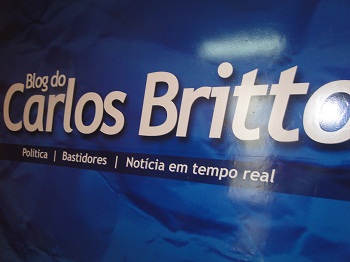 Blog do
Carlos Britto
Política | Bastidores | Notícia em tempo real